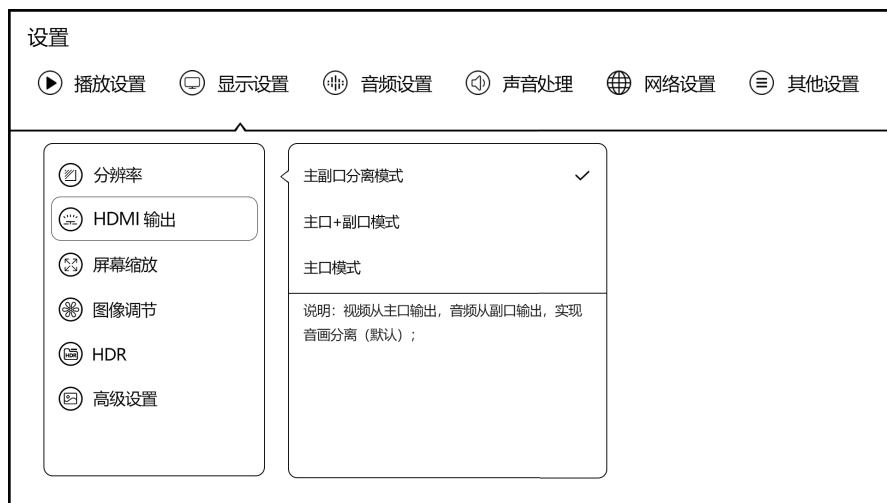 设置
播放设置 显示设置 音频设置 声音处理 网络设置 其他设置
分辨率
HDMI 输出
屏幕缩放
图像调节
HDR
高级设置
主副口分离模式
主口+副口模式
主口模式
说明：视频从主口输出，音频从副口输出，实现
音画分离（默认）;